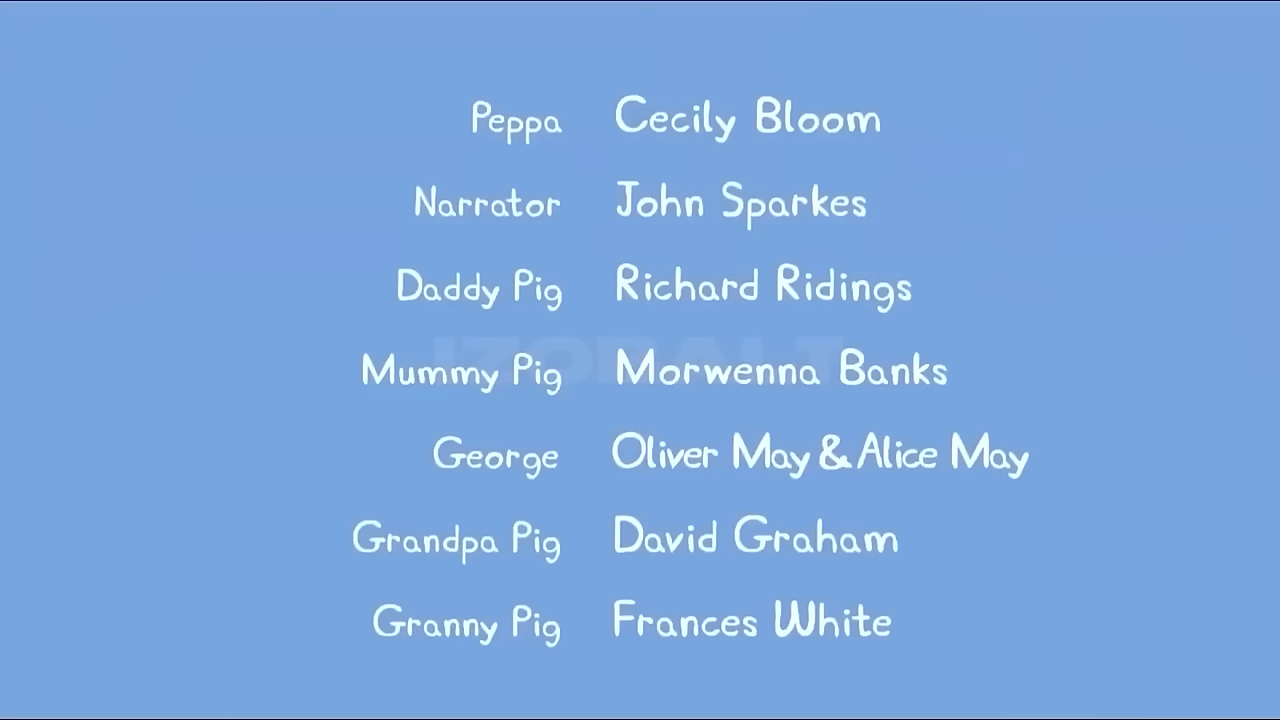 Peppa Cecily Bloom
Narrator John Sparkes
Daddy Pig Richard Ridings
Mummy Pig Morwenna Banks
George Oliver May & Alice May
Grandpa Pig David Graham
Granny Pig Frances White